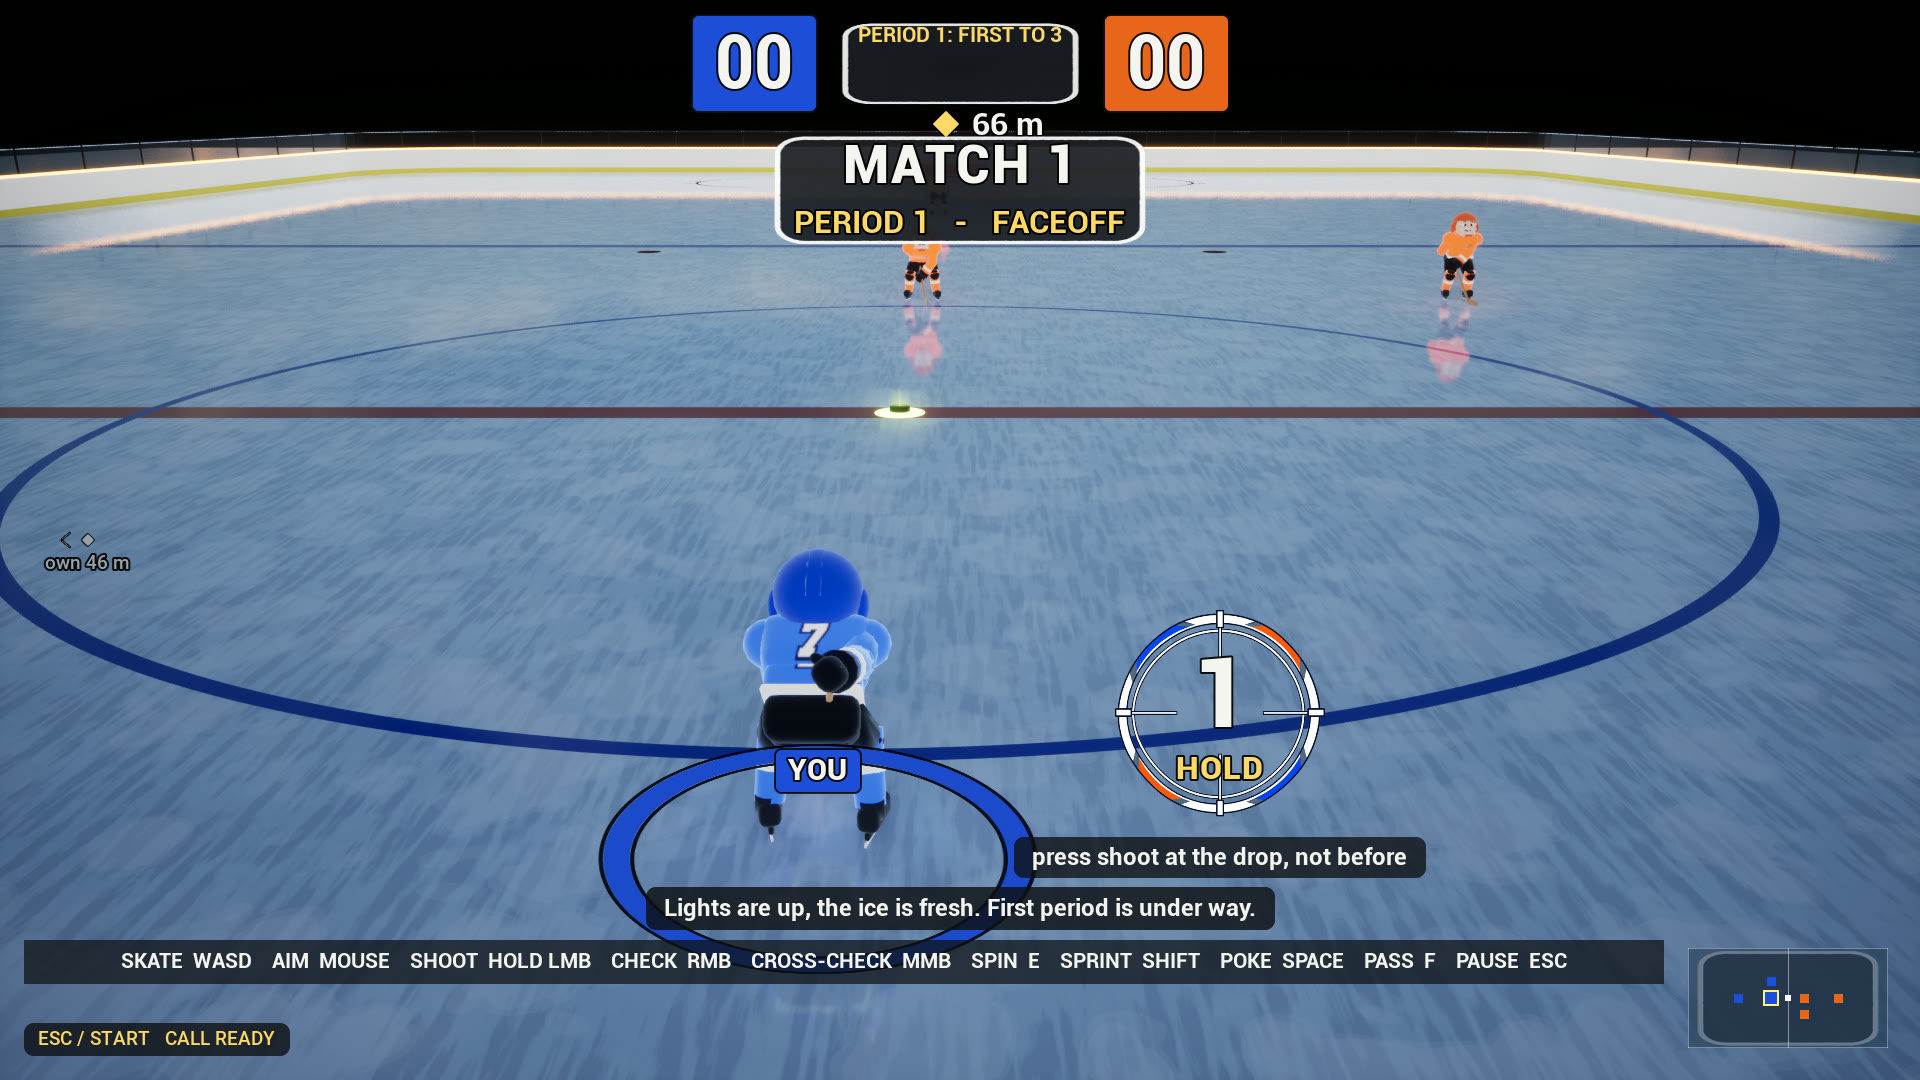 00
PERIOD 1: FIRST TO 3
00
66 m
MATCH 1
PERIOD 1 - FACEOFF
own 46 m
7
1
HOLD
YOU
press shoot at the drop, not before
Lights are up, the ice is fresh. First period is under way.
SKATE WASD AIM MOUSE SHOOT HOLD LMB CHECK RMB CROSS-CHECK MMB SPIN E SPRINT SHIFT POKE SPACE PASS F PAUSE ESC
ESC / START CALL READY